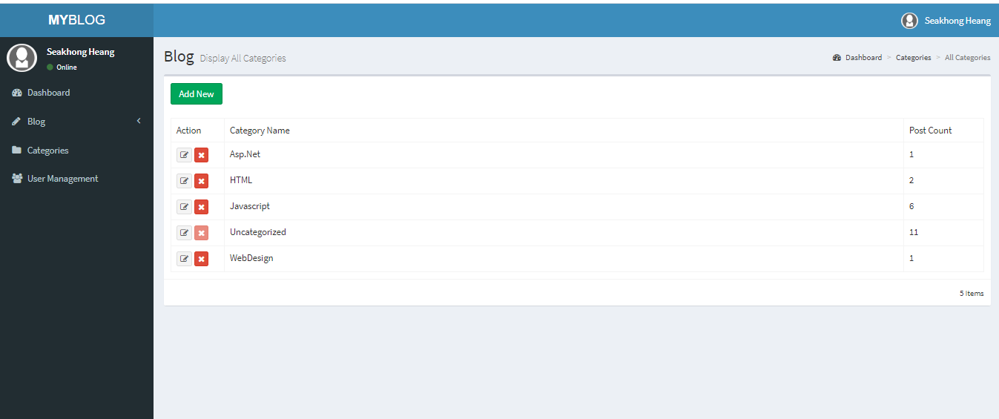 MYBLOG
Seakhong Heang
Seakhong Heang
Online
Dashboard
Blog
Categories
User Management
Blog Display All Categories
Dashboard > Categories > All Categories
Add New
Action Category Name Post Count
Asp.Net 1
HTML 2
Javascript 6
Uncategorized 11
WebDesign 1
5 Items